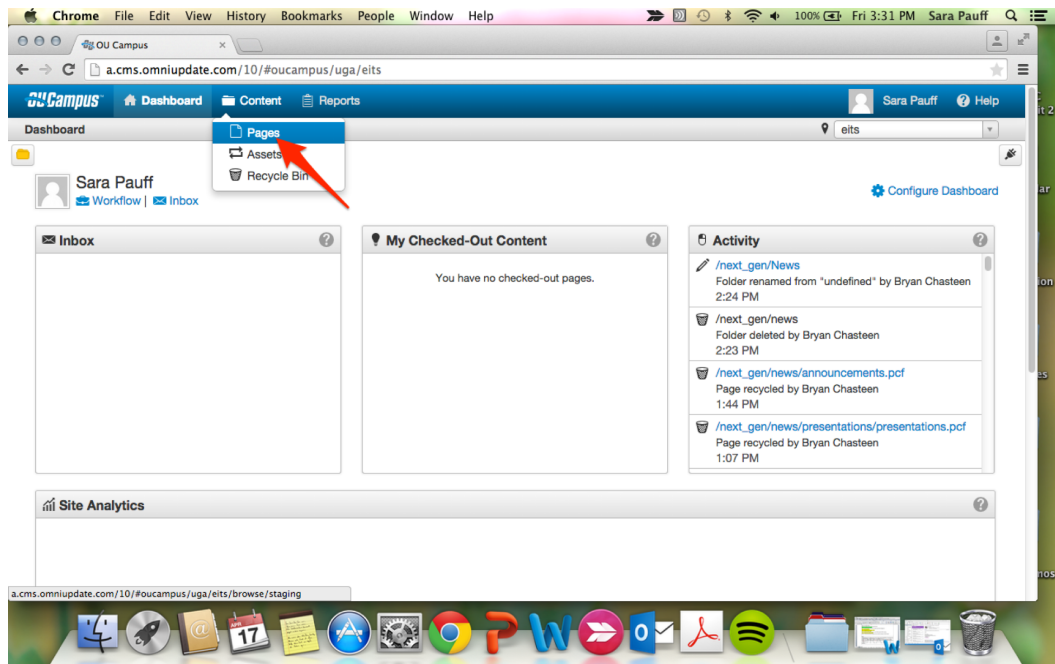 Chrome File Edit View History Bookmarks People Window Help 100% Fri 3:31 PM Sara Pauff
OU Campus
a.cms.omniupdate.com/10/#oucampus/uga/eits
OU Campus Dashboard Content Reports Sara Pauff Help
Dashboard eits
Pages
Assets
Recycle Bin
Sara Pauff
Workflow | Inbox
Configure Dashboard
Inbox
My Checked-Out Content
You have no checked-out pages.
Activity
/next_gen/News
Folder renamed from "undefined" by Bryan Chasteen
2:24 PM
/next_gen/news
Folder deleted by Bryan Chasteen
2:23 PM
/next_gen/news/announcements.pcf
Page recycled by Bryan Chasteen
1:44 PM
/next_gen/news/presentations/presentations.pcf
Page recycled by Bryan Chasteen
1:07 PM
Site Analytics
a.cms.omniupdate.com/10/#oucampus/uga/eits/browse/staging
17